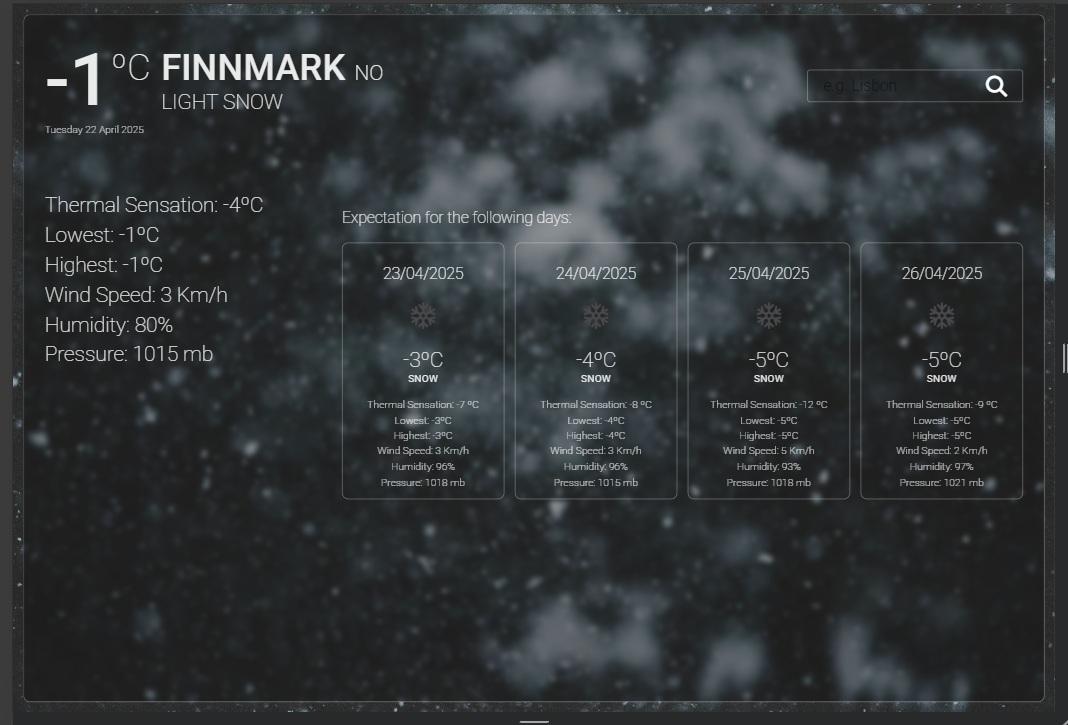 -1 ºC FINNMARK NO
LIGHT SNOW
Tuesday 22 April 2025
e.g. Lisbon
Thermal Sensation: -4ºC
Lowest: -1ºC
Highest: -1ºC
Wind Speed: 3 Km/h
Humidity: 80%
Pressure: 1015 mb
Expectation for the following days:
23/04/2025
-3ºC
SNOW
Thermal Sensation: -7 ºC
Lowest: -3ºC
Highest: -3ºC
Wind Speed: 3 Km/h
Humidity: 96%
Pressure: 1018 mb
24/04/2025
-4ºC
SNOW
Thermal Sensation: -8 ºC
Lowest: -4ºC
Highest: -4ºC
Wind Speed: 3 Km/h
Humidity: 96%
Pressure: 1015 mb
25/04/2025
-5ºC
SNOW
Thermal Sensation: -12 ºC
Lowest: -5ºC
Highest: -5ºC
Wind Speed: 5 Km/h
Humidity: 93%
Pressure: 1018 mb
26/04/2025
-5ºC
SNOW
Thermal Sensation: -9 ºC
Lowest: -5ºC
Highest: -5ºC
Wind Speed: 2 Km/h
Humidity: 97%
Pressure: 1021 mb